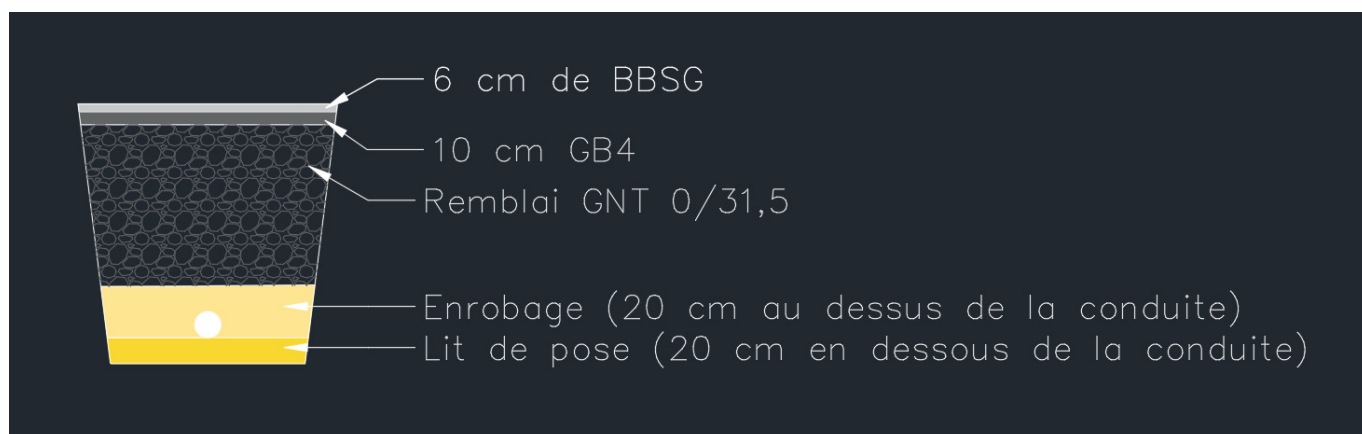 6 cm de BBSG
10 cm GB4
Remblai GNT 0/31,5
Enrobage (20 cm au dessus de la conduite)
Lit de pose (20 cm en dessous de la conduite)